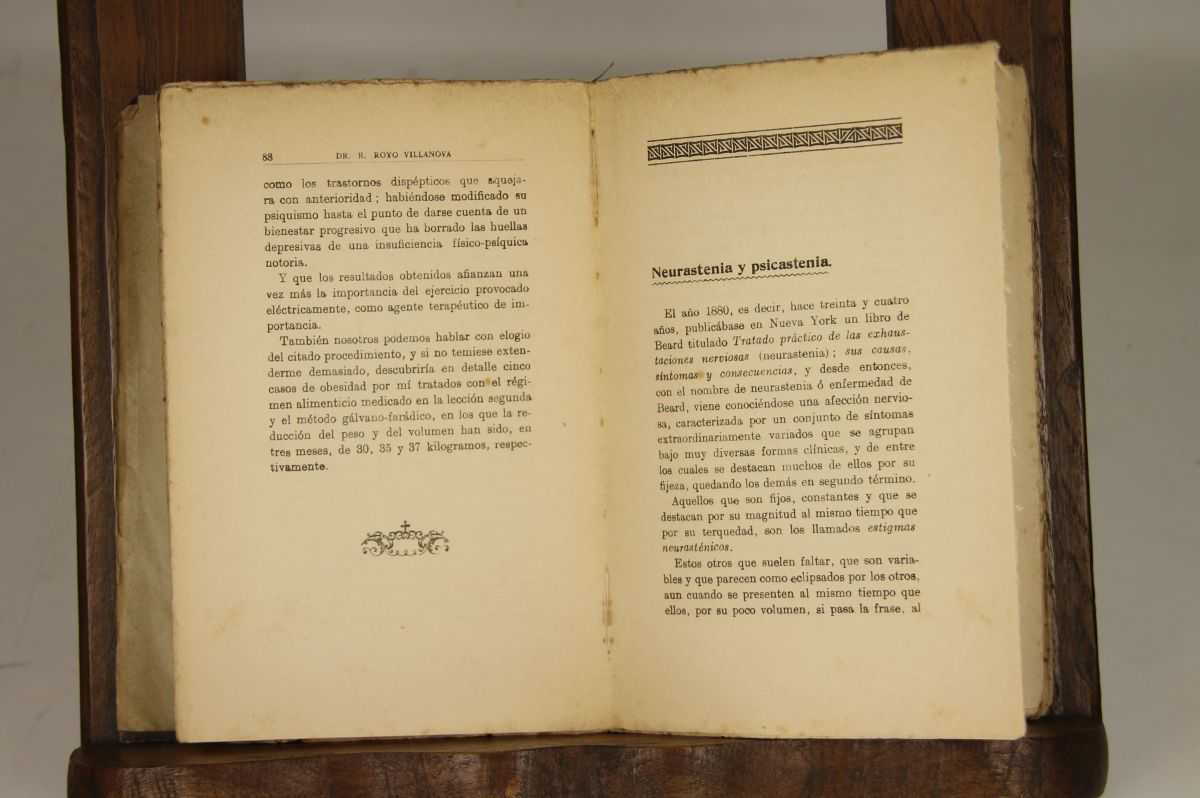 88
DR. R. ROYO VILLANOVA
como los trastornos dispépticos que aqueja-
ra con anterioridad; habiéndose modificado su
psiquismo hasta el punto de darse cuenta de un
bienestar progresivo que ha borrado las huellas
depresivas de una insuficiencia físico-psíquica
notoria.
Y que los resultados obtenidos afianzan una
vez más la importancia del ejercicio provocado
eléctricamente, como agente terapéutico de im-
portancia.
También nosotros podemos hablar con elogio
del citado procedimiento, y si no temiese exten-
derme demasiado, descubriría en detalle cinco
casos de obesidad por mí tratados con el régi-
men alimenticio medicado en la lección segunda
y el método gálvano-farádico, en los que la re-
ducción del peso y del volumen han sido, en
tres meses, de 30, 35 y 37 kilogramos, respec-
tivamente.
Neurastenia y psicastenia.
El año 1880, es decir, hace treinta y cuatro
años, publicábase en Nueva York un libro de
Beard titulado Tratado práctico de las exhaus-
taciones nerviosas (neurastenia); sus causas,
síntomas y consecuencias, y desde entonces,
con el nombre de neurastenia ó enfermedad de
Beard, viene conociéndose una afección nervio-
sa, caracterizada por un conjunto de síntomas
extraordinariamente variados que se agrupan
bajo muy diversas formas clínicas, y de entre
los cuales se destacan muchos de ellos por su
fijeza, quedando los demás en segundo término.
Aquellos que son fijos, constantes y que se
destacan por su magnitud al mismo tiempo que
por su terquedad, son los llamados estigmas
neurasténicos.
Estos otros que suelen faltar, que son varia-
bles y que parecen como eclipsados por los otros,
aun cuando se presenten al mismo tiempo que
ellos, por su poco volumen, si pasa la frase, al